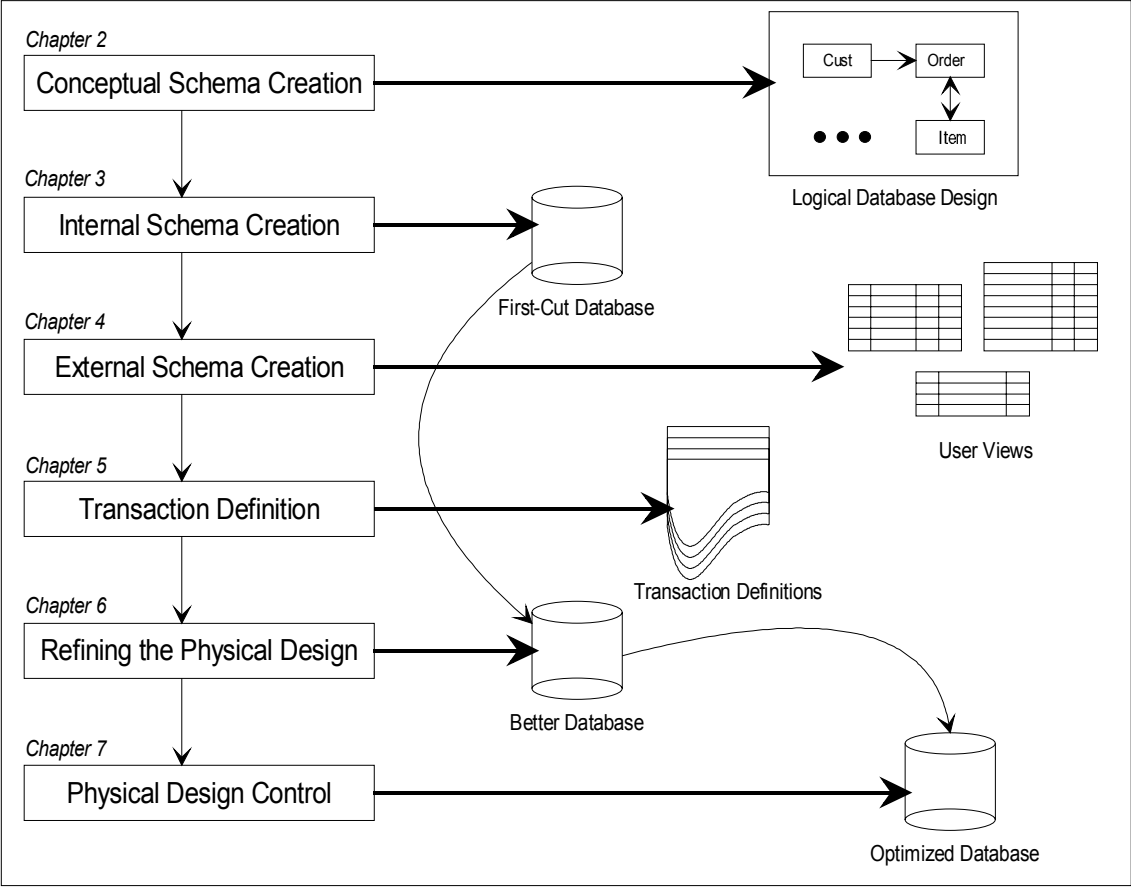 Chapter 2
Conceptual Schema Creation
Cust
Order
Item
Logical Database Design
Chapter 3
Internal Schema Creation
First-Cut Database
Chapter 4
External Schema Creation
User Views
Chapter 5
Transaction Definition
Transaction Definitions
Chapter 6
Refining the Physical Design
Better Database
Chapter 7
Physical Design Control
Optimized Database